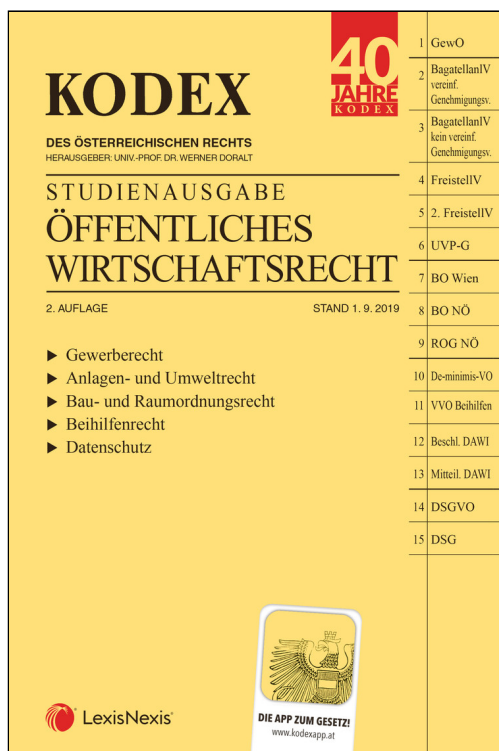 40
JAHRE
KODEX
KODEX
DES ÖSTERREICHISCHEN RECHTS
HERAUSGEBER: UNIV.-PROF. DR. WERNER DORALT
STUDIENAUSGABE
ÖFFENTLICHES
WIRTSCHAFTSRECHT
2. AUFLAGE STAND 1. 9. 2019
► Gewerberecht
► Anlagen- und Umweltrecht
► Bau- und Raumordnungsrecht
► Beihilfenrecht
► Datenschutz
1 GewO
2 BagatellanlV
vereinf.
Genehmigungsv.
3 BagatellanlV
kein vereinf.
Genehmigungsv.
4 FreistellV
5 2. FreistellV
6 UVP-G
7 BO Wien
8 BO NÖ
9 ROG NÖ
10 De-minimis-VO
11 VVO Beihilfen
12 Beschl. DAWI
13 Mitteil. DAWI
14 DSGVO
15 DSG
DIE APP ZUM GESETZ!
www.kodexapp.at
LexisNexis®